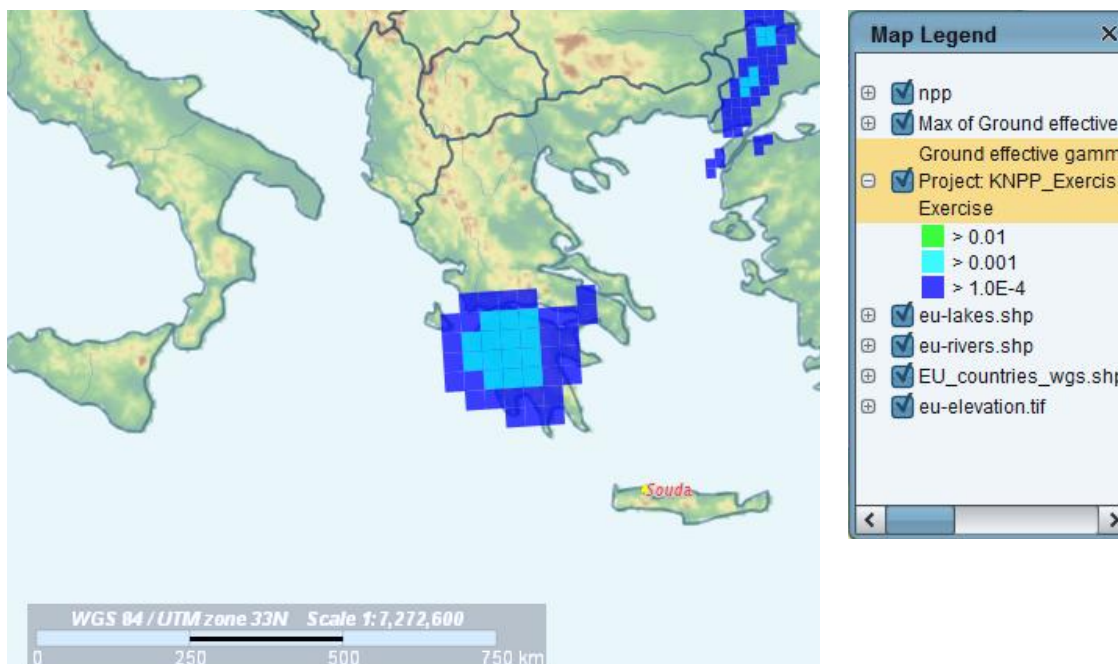 Souda
WGS 84 / UTM zone 33N Scale 1:7,272,600
0 250 500 750 km
Map Legend
npp
Max of Ground effective
Ground effective gamm
Project: KNPP_Exercis
Exercise
> 0.01
> 0.001
> 1.0E-4
eu-lakes.shp
eu-rivers.shp
EU_countries_wgs.shp
eu-elevation.tif